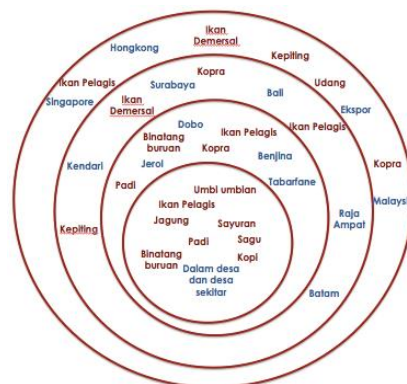 Ikan
Demersal
Hongkong
Kepiting
Kopra
Ikan Pelagis
Surabaya
Udang
Singapore
Bali
Ikan
Demersal
Ekspor
Dobo
Ikan Pelagis
Binatang
buruan
Ikan Pelagis
Kopra
Kendari
Jerol
Benjina
Kopra
Padi
Tabarfane
Umbi umbian
Malaysi
Ikan Pelagis
Jagung
Sayuran
Raja
Ampat
Kepiting
Padi
Sagu
Binatang
buruan
Kopi
Dalam desa
dan desa
sekitar
Batam